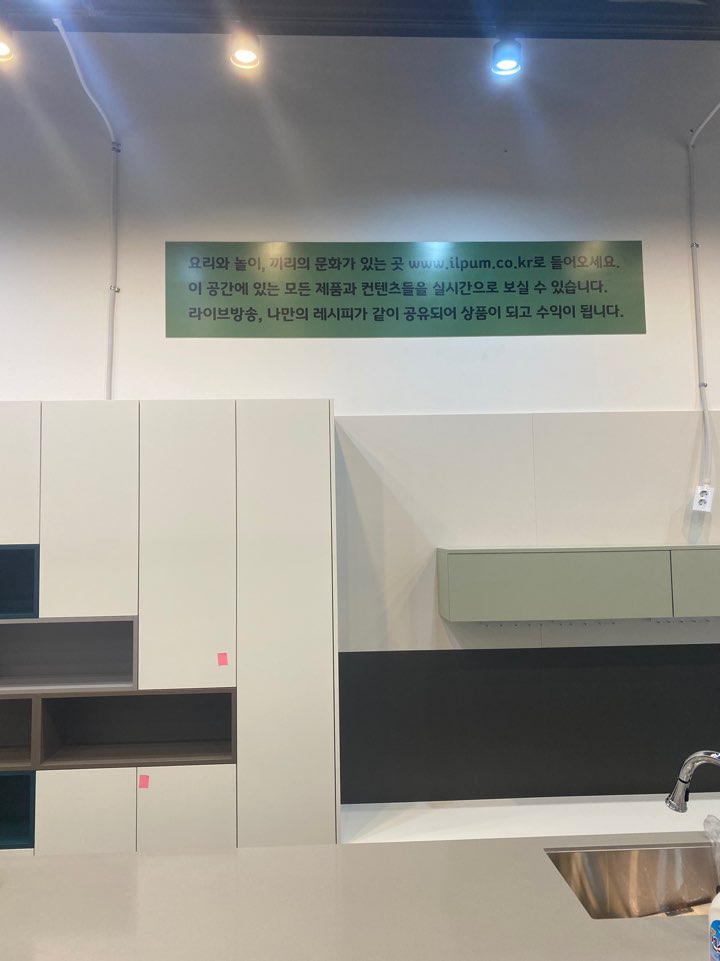 요리와 놀이, 끼리의 문화가 있는 곳 www.ilpum.co.kr로 들어오세요.
이 공간에 있는 모든 제품과 컨텐츠들을 실시간으로 보실 수 있습니다.
라이브방송, 나만의 레시피가 같이 공유되어 상품이 되고 수익이 됩니다.